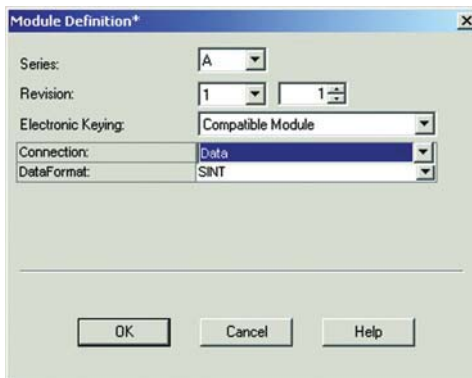 Module Definition*
Series: A
Revision: 1 1
Electronic Keying: Compatible Module
Connection: Data
DataFormat: SINT
OK Cancel Help